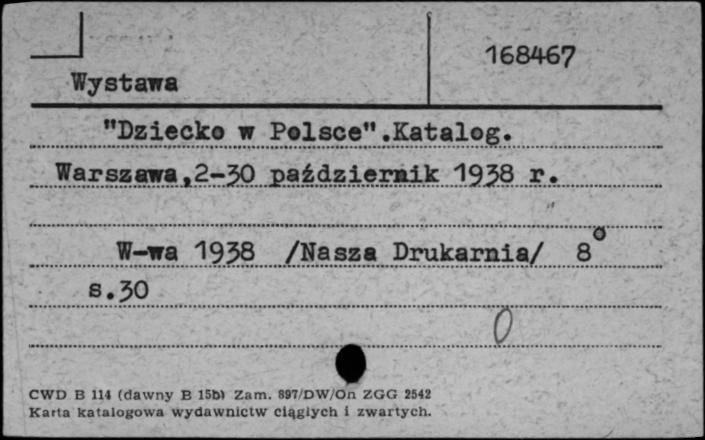 168467
Wystawa
"Dziecko w Polsce".Katalog.
Warszawa,2-30 październik 1938 r.
W-wa 1938 /Nasza Drukarnia/ 8°
s.30
0
CWD B 114 (dawny B 15b) Zam. 897/DW/On ZGG 2542
Karta katalogowa wydawnictw ciągłych i zwartych.